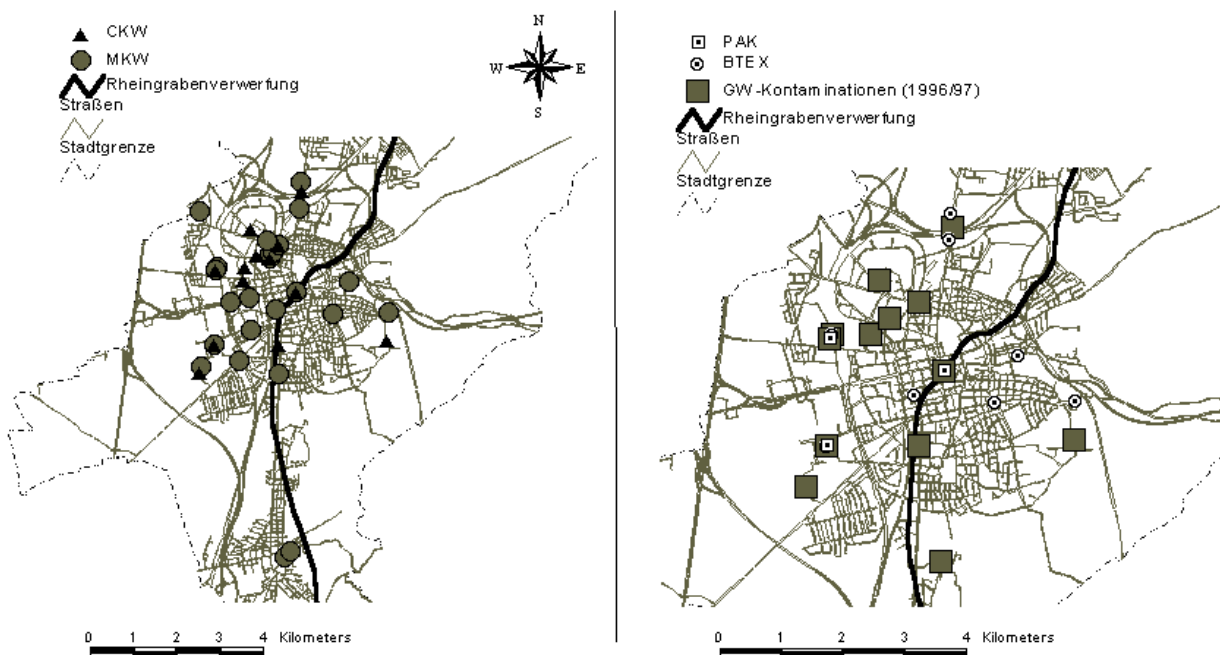 CKW
MKW
Rheingrabenverwerfung
Straßen
Stadtgrenze
N
W E
S
0 1 2 3 4 Kilometers
PAK
BTEX
GW-Kontaminationen (1996/97)
Rheingrabenverwerfung
Straßen
Stadtgrenze
0 1 2 3 4 Kilometers